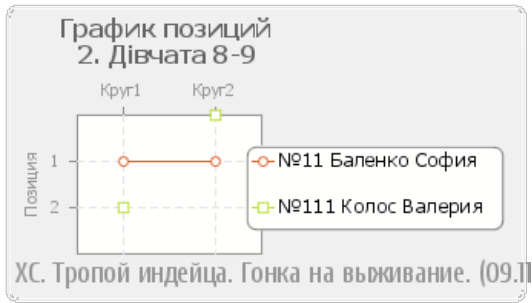 График позиций
2. Дівчата 8-9
Круг1 Круг2
Позиция
1
2
№11 Баленко София
№111 Колос Валерия
ХС. Тропой индейца. Гонка на выживание. (09.11